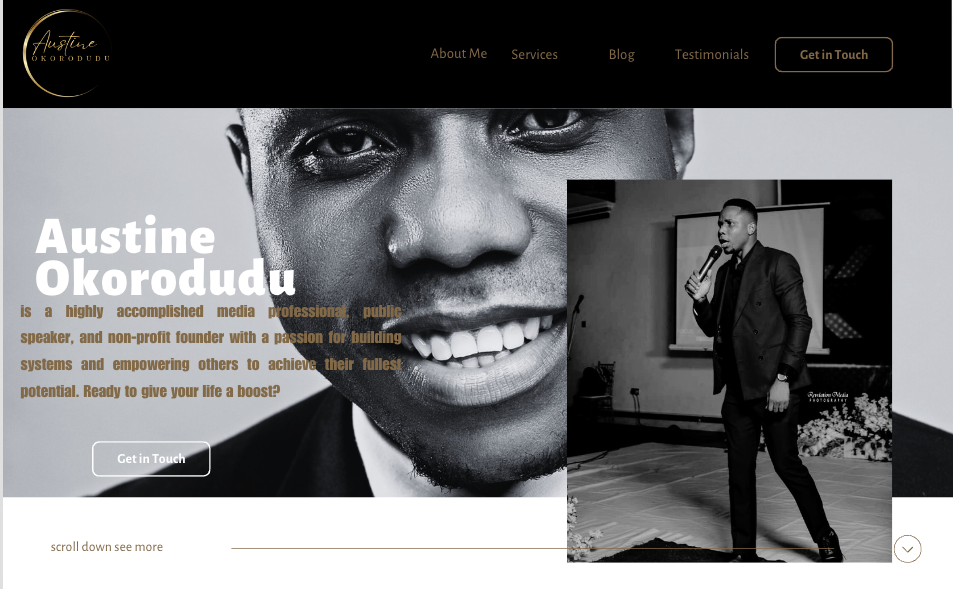 Austine
OKORODUDU
About Me
Services
Blog
Testimonials
Get in Touch
Austine
Okorodudu
is a highly accomplished media professional, public
speaker, and non-profit founder with a passion for building
systems and empowering others to achieve their fullest
potential. Ready to give your life a boost?
Get in Touch
Revelation Media
PHOTOGRAPHY
scroll down see more